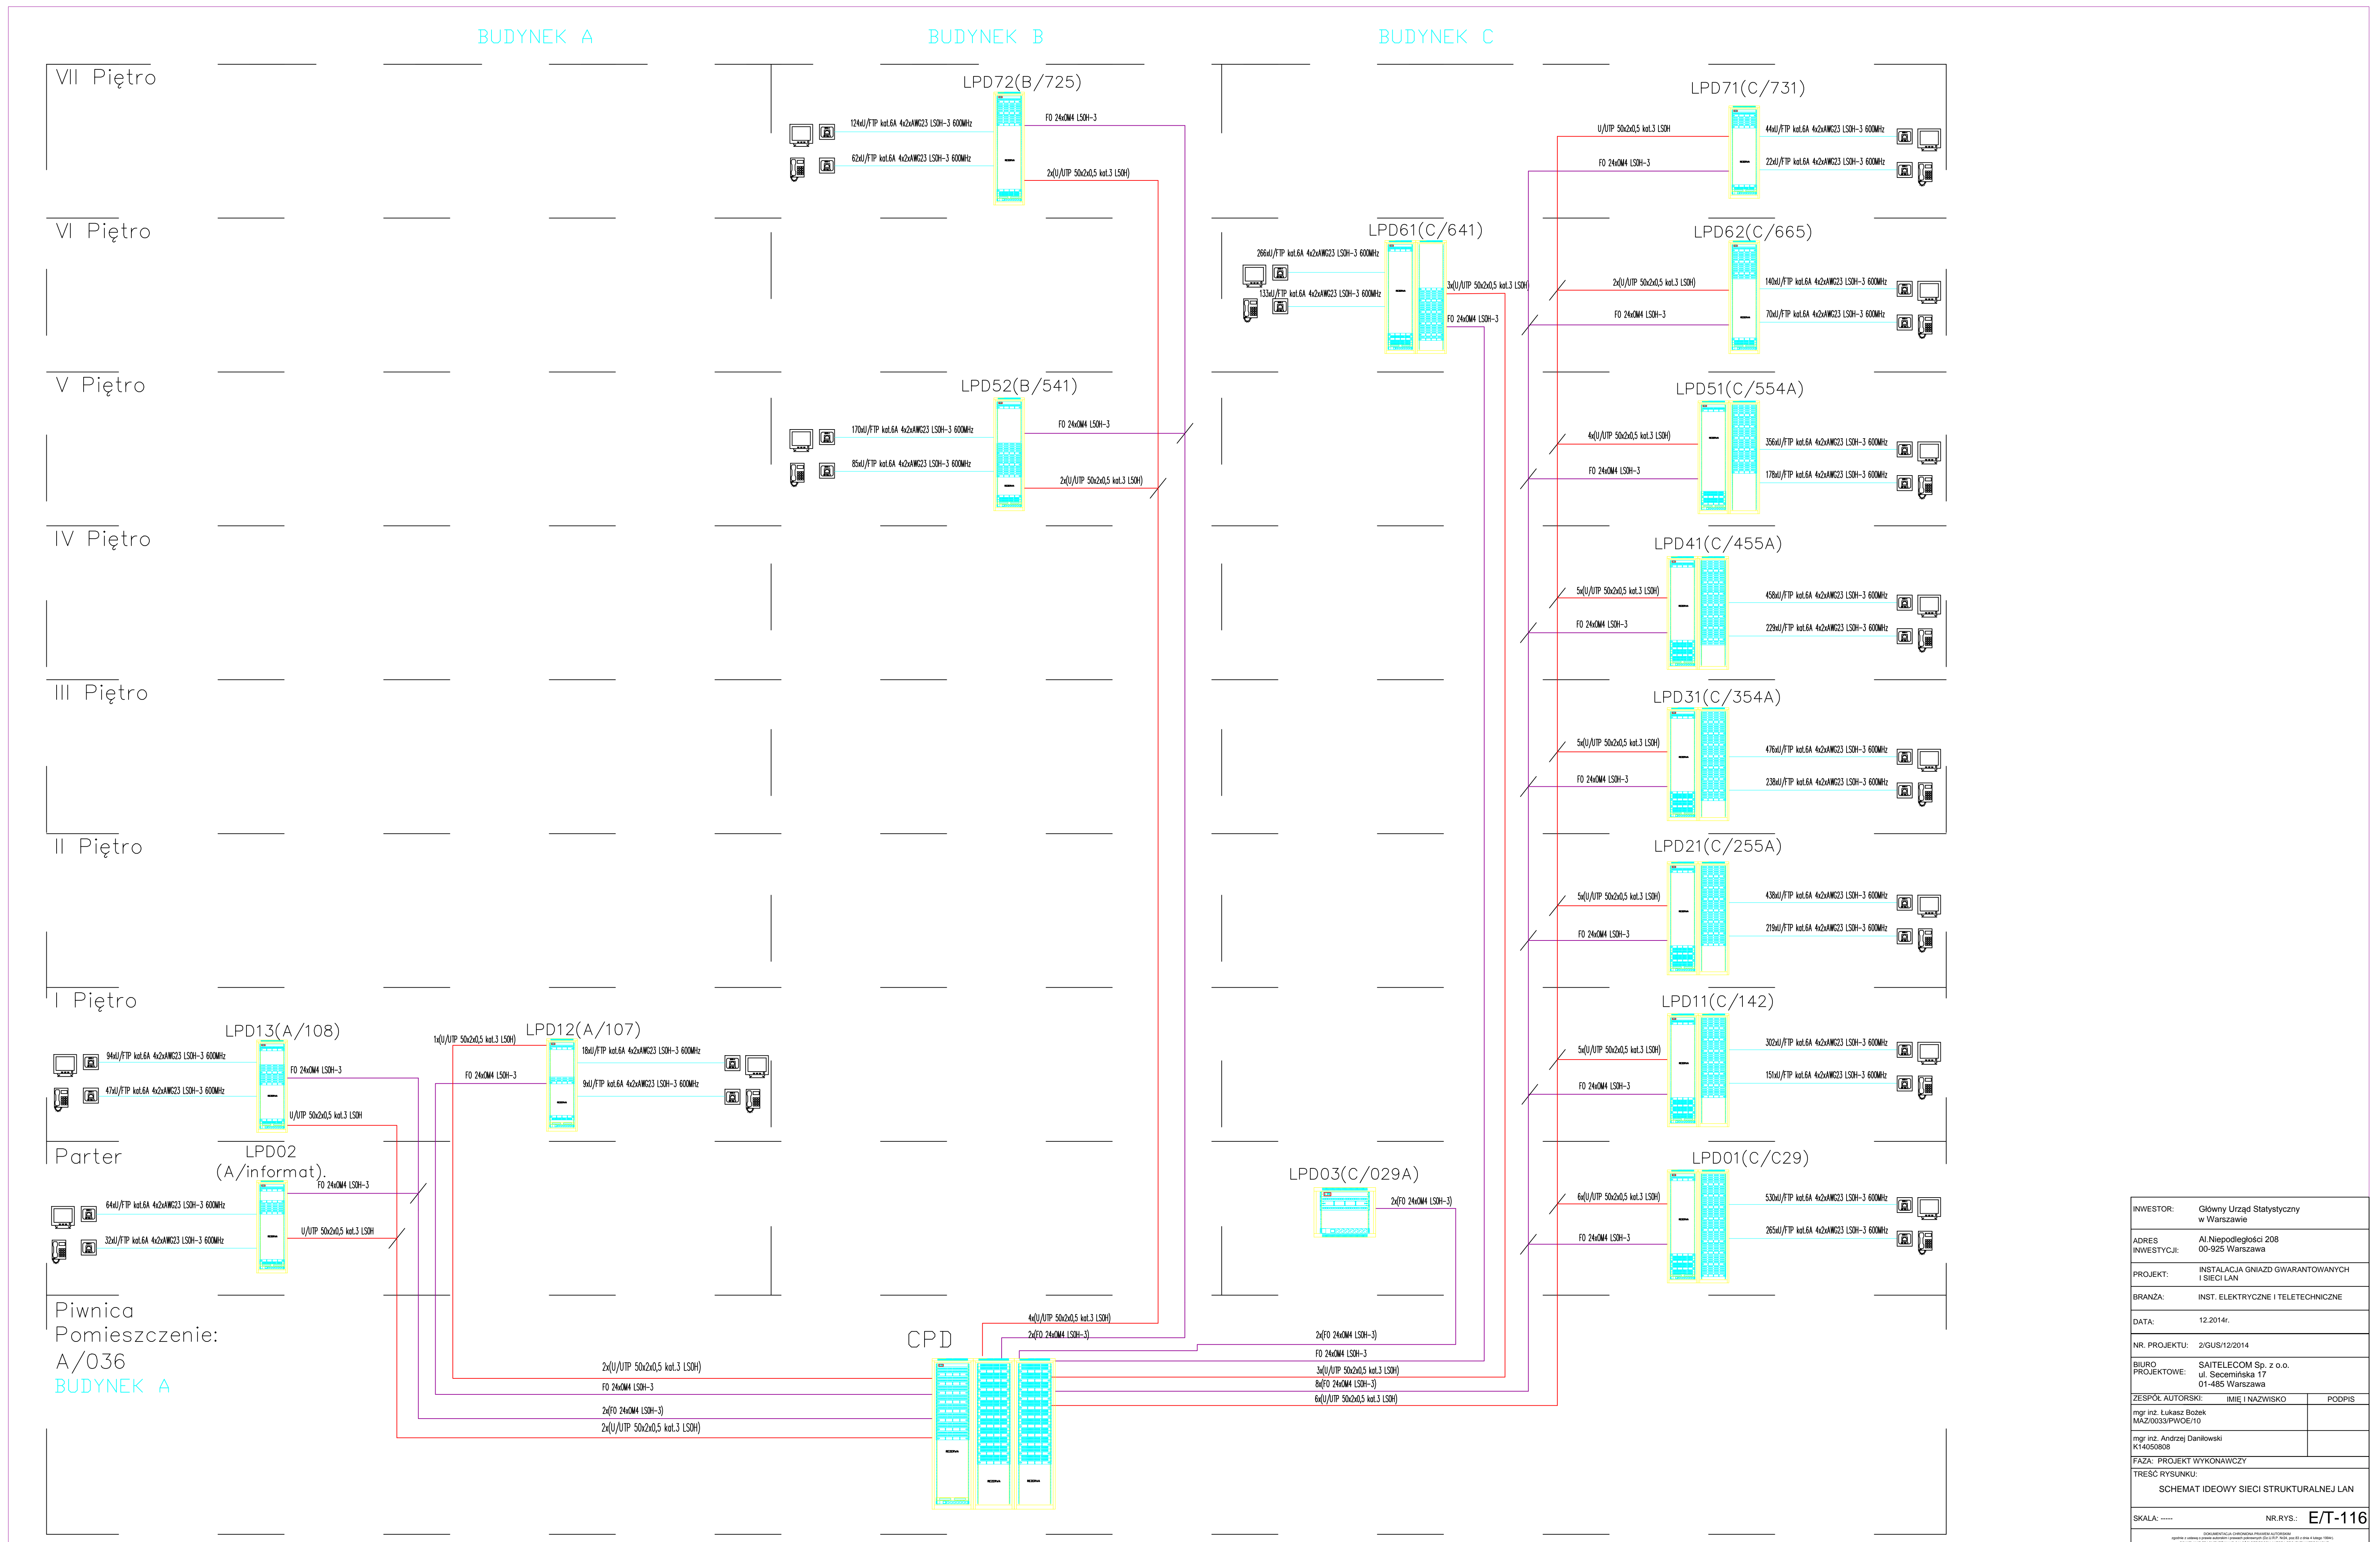 BUDYNEK A
BUDYNEK B
BUDYNEK C
VII Piętro
LPD72(B/725)
124xU/FTP kat.6A 4x2xAWG23 LSOH-3 600MHz
62xU/FTP kat.6A 4x2xAWG23 LSOH-3 600MHz
FO 24xOM4 L50H-3
2x(U/UTP 50x2x0,5 kat.3 L50H)
REZERWA
LPD71(C/731)
U/UTP 50x2x0,5 kat.3 LSOH
FO 24xOM4 LSOH-3
44xU/FTP kat.6A 4x2xAWG23 LSOH-3 600MHz
22xU/FTP kat.6A 4x2xAWG23 LSOH-3 600MHz
REZERWA
VI Piętro
LPD61(C/641)
266xU/FTP kat.6A 4x2xAWG23 LSOH-3 600MHz
133xU/FTP kat.6A 4x2xAWG23 LSOH-3 600MHz
3x(U/UTP 50x2x0,5 kat.3 LSOH)
FO 24xOM4 LSOH-3
REZERWA
LPD62(C/665)
2x(U/UTP 50x2x0,5 kat.3 LSOH)
FO 24xOM4 LSOH-3
140xU/FTP kat.6A 4x2xAWG23 LSOH-3 600MHz
70xU/FTP kat.6A 4x2xAWG23 LSOH-3 600MHz
REZERWA
V Piętro
LPD52(B/541)
170xU/FTP kat.6A 4x2xAWG23 LSOH-3 600MHz
85xU/FTP kat.6A 4x2xAWG23 LSOH-3 600MHz
FO 24xOM4 L50H-3
2x(U/UTP 50x2x0,5 kat.3 L50H)
REZERWA
LPD51(C/554A)
4x(U/UTP 50x2x0,5 kat.3 LSOH)
FO 24xOM4 LSOH-3
356xU/FTP kat.6A 4x2xAWG23 LSOH-3 600MHz
178xU/FTP kat.6A 4x2xAWG23 LSOH-3 600MHz
REZERWA
IV Piętro
LPD41(C/455A)
5x(U/UTP 50x2x0,5 kat.3 LSOH)
FO 24xOM4 LSOH-3
458xU/FTP kat.6A 4x2xAWG23 LSOH-3 600MHz
229xU/FTP kat.6A 4x2xAWG23 LSOH-3 600MHz
REZERWA
III Piętro
LPD31(C/354A)
5x(U/UTP 50x2x0,5 kat.3 LSOH)
FO 24xOM4 LSOH-3
476xU/FTP kat.6A 4x2xAWG23 LSOH-3 600MHz
238xU/FTP kat.6A 4x2xAWG23 LSOH-3 600MHz
REZERWA
II Piętro
LPD21(C/255A)
5x(U/UTP 50x2x0,5 kat.3 LSOH)
FO 24xOM4 LSOH-3
438xU/FTP kat.6A 4x2xAWG23 LSOH-3 600MHz
219xU/FTP kat.6A 4x2xAWG23 LSOH-3 600MHz
REZERWA
I Piętro
LPD13(A/108)
94xU/FTP kat.6A 4x2xAWG23 LSOH-3 600MHz
47xU/FTP kat.6A 4x2xAWG23 LSOH-3 600MHz
FO 24xOM4 LSOH-3
U/UTP 50x2x0,5 kat.3 LSOH
REZERWA
LPD12(A/107)
1x(U/UTP 50x2x0,5 kat.3 L50H)
FO 24xOM4 L50H-3
18xU/FTP kat.6A 4x2xAWG23 LSOH-3 600MHz
9xU/FTP kat.6A 4x2xAWG23 LSOH-3 600MHz
REZERWA
LPD11(C/142)
5x(U/UTP 50x2x0,5 kat.3 LSOH)
FO 24xOM4 LSOH-3
302xU/FTP kat.6A 4x2xAWG23 LSOH-3 600MHz
151xU/FTP kat.6A 4x2xAWG23 LSOH-3 600MHz
REZERWA
Parter
LPD02
(A/informat).
64xU/FTP kat.6A 4x2xAWG23 LSOH-3 600MHz
32xU/FTP kat.6A 4x2xAWG23 LSOH-3 600MHz
FO 24xOM4 LSOH-3
U/UTP 50x2x0,5 kat.3 LSOH
REZERWA
LPD03(C/029A)
2x(FO 24xOM4 LSOH-3)
LPD01(C/C29)
6x(U/UTP 50x2x0,5 kat.3 LSOH)
FO 24xOM4 LSOH-3
530xU/FTP kat.6A 4x2xAWG23 LSOH-3 600MHz
265xU/FTP kat.6A 4x2xAWG23 LSOH-3 600MHz
REZERWA
Piwnica
Pomieszczenie:
A/036
BUDYNEK A
CPD
4x(U/UTP 50x2x0,5 kat.3 LSOH)
2x(FO 24xOM4 LSOH-3)
2x(U/UTP 50x2x0,5 kat.3 LSOH)
FO 24xOM4 LSOH-3
2x(FO 24xOM4 LSOH-3)
2x(U/UTP 50x2x0,5 kat.3 LSOH)
2x(FO 24xOM4 LSOH-3)
FO 24xOM4 LSOH-3
3x(U/UTP 50x2x0,5 kat.3 LSOH)
8x(FO 24xOM4 LSOH-3)
6x(U/UTP 50x2x0,5 kat.3 LSOH)
REZERWA
REZERWA
REZERWA
INWESTOR: Główny Urząd Statystyczny
w Warszawie
ADRES INWESTYCJI: Al.Niepodległości 208
00-925 Warszawa
PROJEKT: INSTALACJA GNIAZD GWARANTOWANYCH
I SIECI LAN
BRANŻA: INST. ELEKTRYCZNE I TELETECHNICZNE
DATA: 12.2014r.
NR. PROJEKTU: 2/GUS/12/2014
BIURO PROJEKTOWE: SAITELECOM Sp. z o.o.
ul. Secemińska 17
01-485 Warszawa
ZESPÓŁ AUTORSKI: IMIĘ I NAZWISKO PODPIS
mgr inż. Łukasz Bożek
MAZ/0033/PWOE/10
mgr inż. Andrzej Daniłowski
K14050808
FAZA: PROJEKT WYKONAWCZY
TREŚĆ RYSUNKU:
SCHEMAT IDEOWY SIECI STRUKTURALNEJ LAN
SKALA: ----- NR.RYS.: E/T-116
DOKUMENTACJA CHRONIONA PRAWEM AUTORSKIM